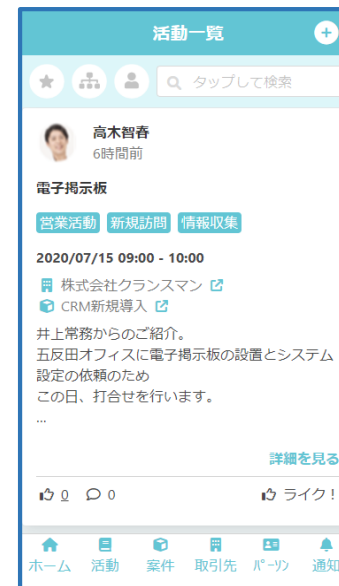 活動一覧
タップして検索
高木智春
6時間前
電子掲示板
営業活動 新規訪問 情報収集
2020/07/15 09:00 - 10:00
株式会社クランスマン
CRM新規導入
井上常務からのご紹介。
五反田オフィスに電子掲示板の設置とシステム
設定の依頼のため
この日、打合せを行います。
...
詳細を見る
0 0 ライク！
ホーム 活動 案件 取引先 ﾊﾟｰｿﾝ 通知